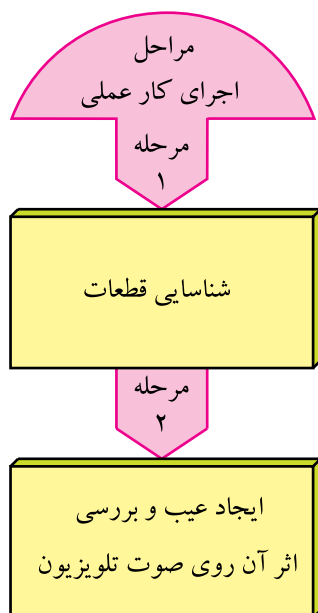 مراحل
اجرای کار عملی
مرحله
۱
شناسایی قطعات
مرحله
۲
ایجاد عیب و بررسی
اثر آن روی صوت تلویزیون